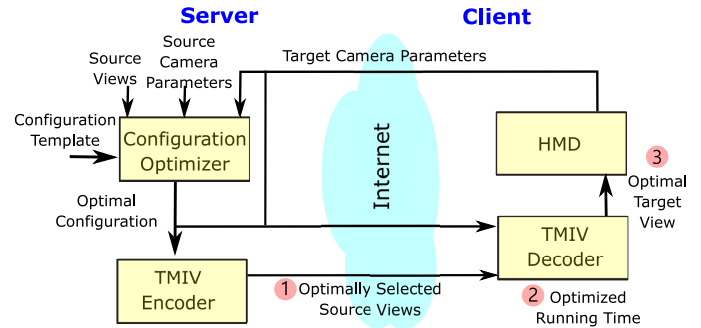 Server
Client
Source
Camera
Parameters
Source
Views
Target Camera Parameters
Configuration
Template
Configuration
Optimizer
Internet
HMD
3
Optimal
Target
View
Optimal
Configuration
TMIV
Decoder
TMIV
Encoder
1 Optimally Selected
Source Views
2 Optimized
Running Time